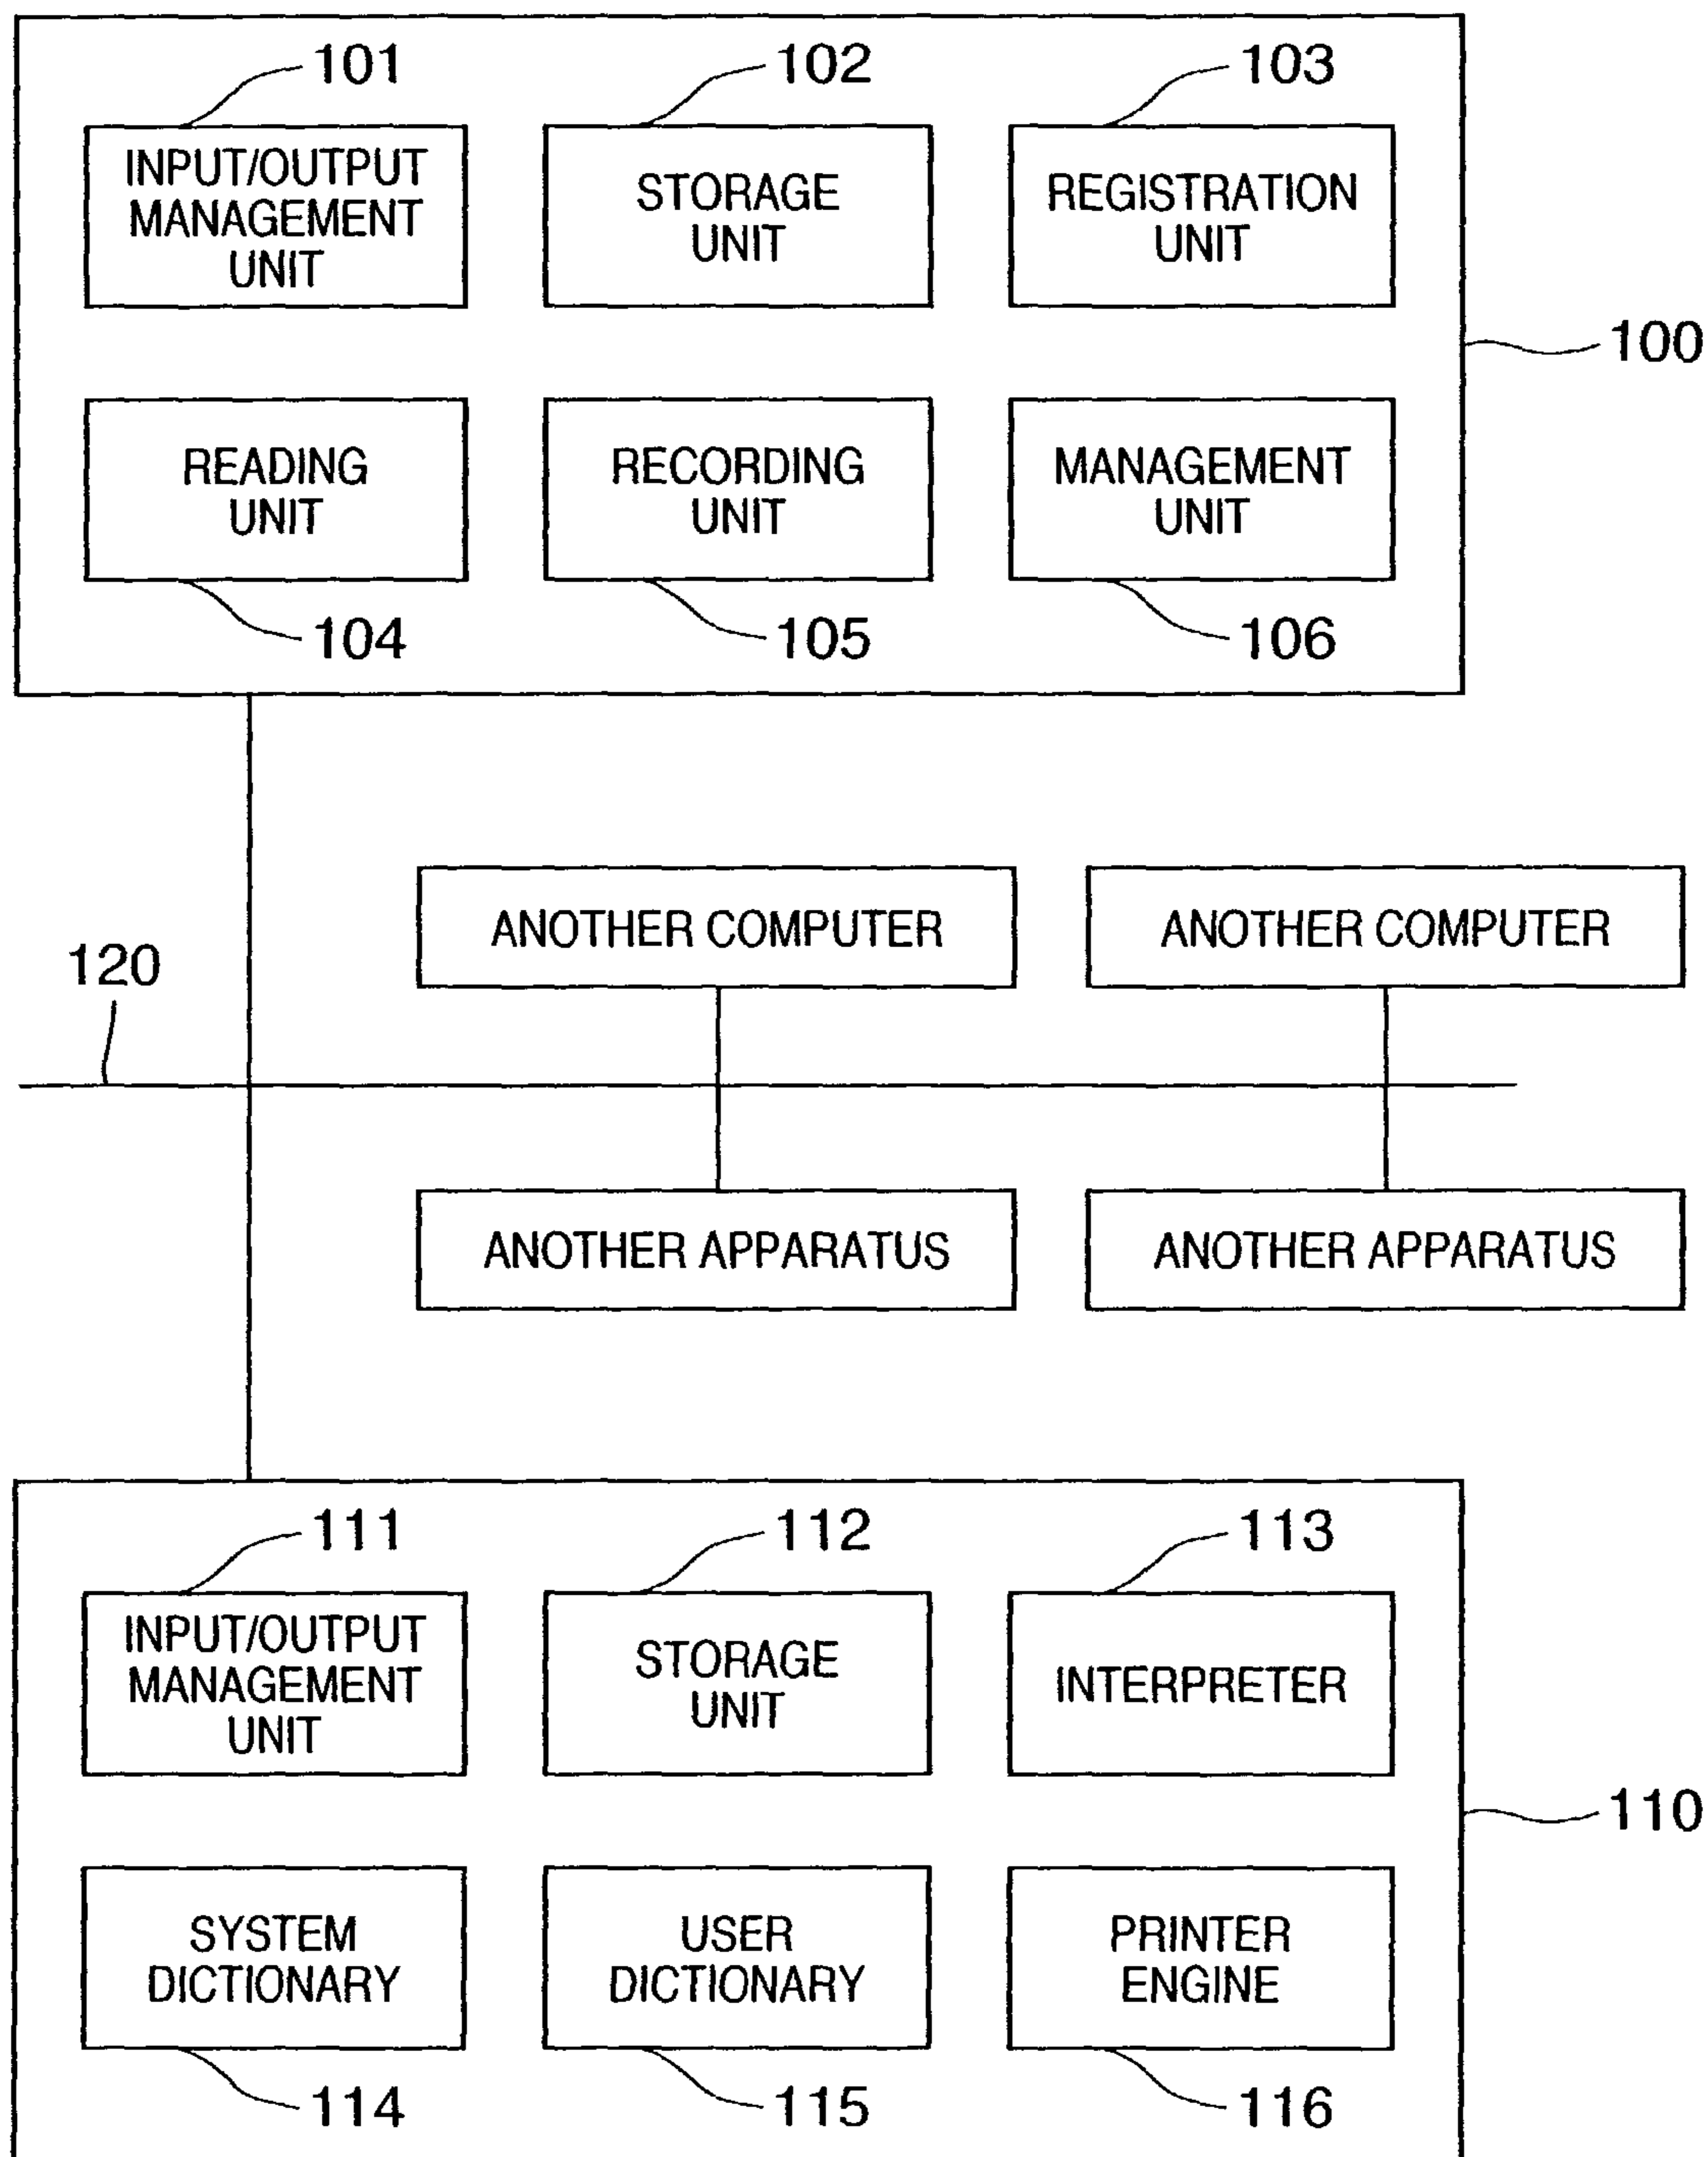 101
102
103
INPUT/OUTPUT
MANAGEMENT
UNIT
STORAGE
UNIT
REGISTRATION
UNIT
100
READING
UNIT
RECORDING
UNIT
MANAGEMENT
UNIT
104
105
106
ANOTHER COMPUTER
ANOTHER COMPUTER
120
ANOTHER APPARATUS
ANOTHER APPARATUS
111
112
113
INPUT/OUTPUT
MANAGEMENT
UNIT
STORAGE
UNIT
INTERPRETER
110
SYSTEM
DICTIONARY
USER
DICTIONARY
PRINTER
ENGINE
114
115
116